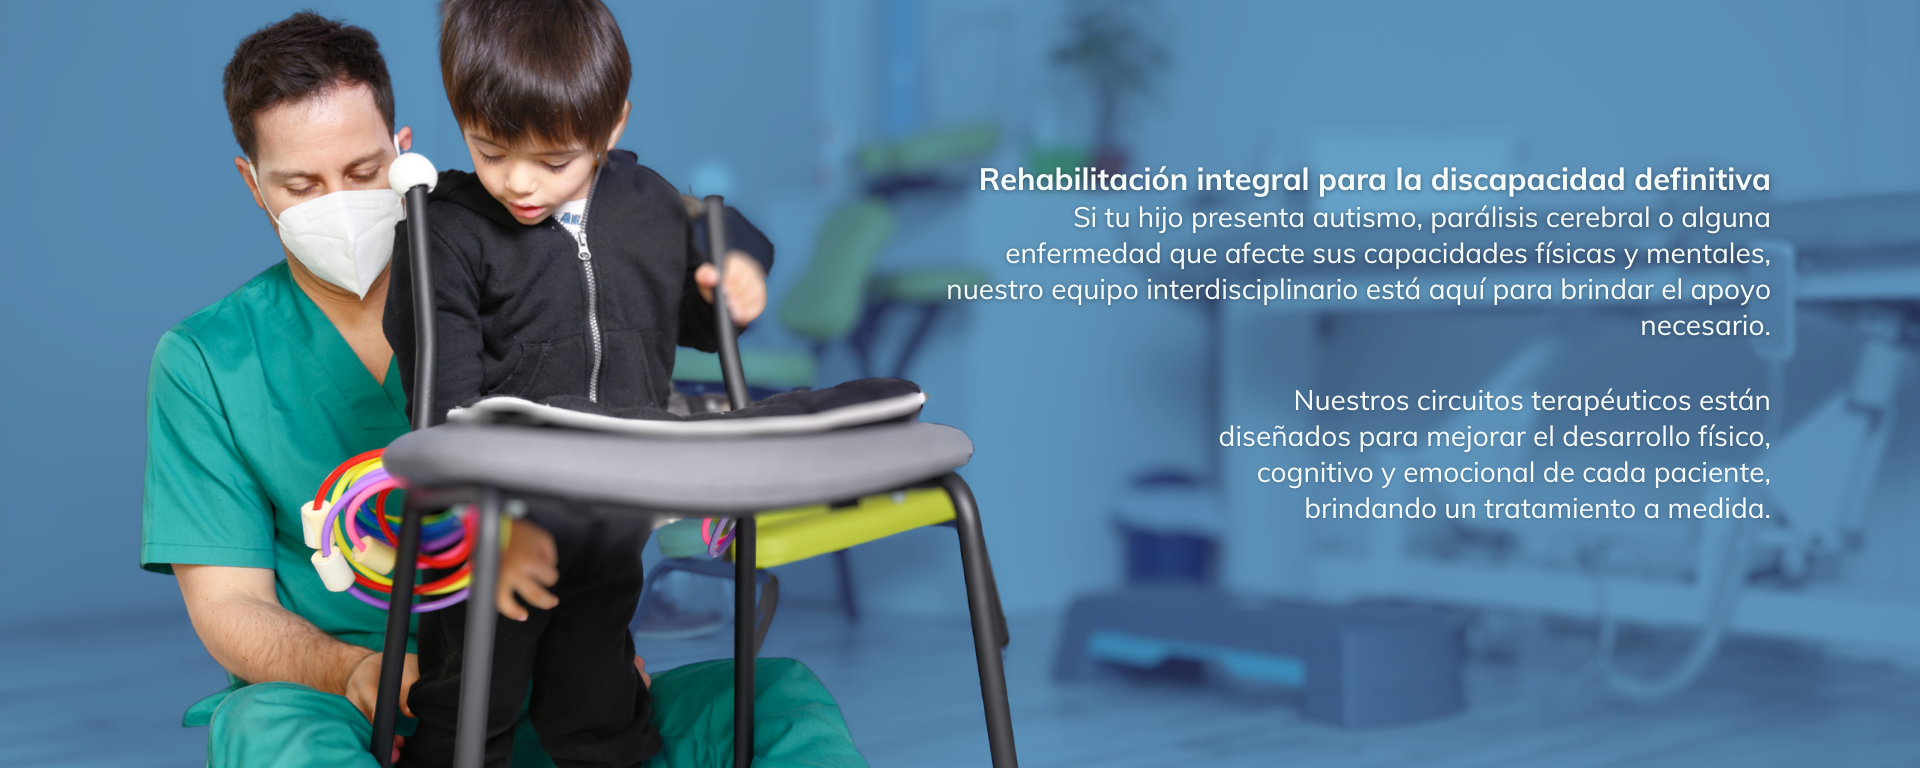 Rehabilitación integral para la discapacidad definitiva
Si tu hijo presenta autismo, parálisis cerebral o alguna
enfermedad que afecte sus capacidades físicas y mentales,
nuestro equipo interdisciplinario está aquí para brindar el apoyo
necesario.
Nuestros circuitos terapéuticos están
diseñados para mejorar el desarrollo físico,
cognitivo y emocional de cada paciente,
brindando un tratamiento a medida.